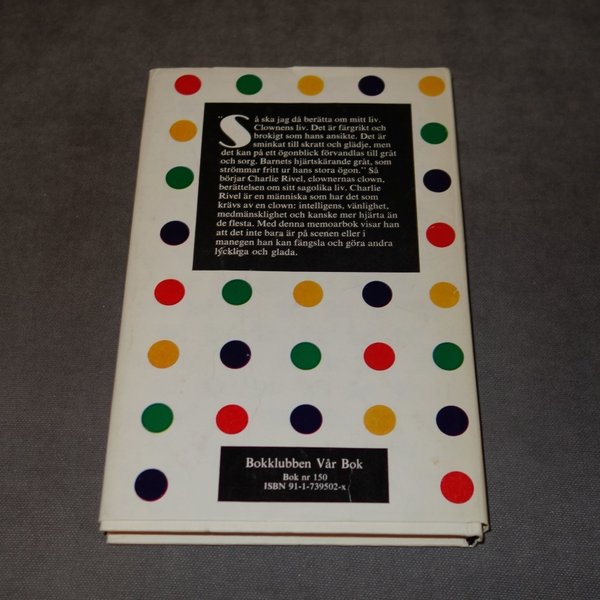 "Så ska jag då berätta om mitt liv.
Clownens liv. Det är färgrikt och
brokigt som hans ansikte. Det är
sminkat till skratt och glädje, men
det kan på ett ögonblick förvandlas till gråt
och sorg. Barnets hjärtskärande gråt, som
strömmar fritt ur hans stora ögon." Så
börjar Charlie Rivel, clownernas clown,
berättelsen om sitt sagolika liv. Charlie
Rivel är en människa som har det som
krävs av en clown: intelligens, vänlighet,
medmänsklighet och kanske mer hjärta än
de flesta. Med denna memoarbok visar han
att det inte bara är på scenen eller i
manegen han kan fängsla och göra andra
lyckliga och glada.
Bokklubben Vår Bok
Bok nr 150
ISBN 91-1-739502-x